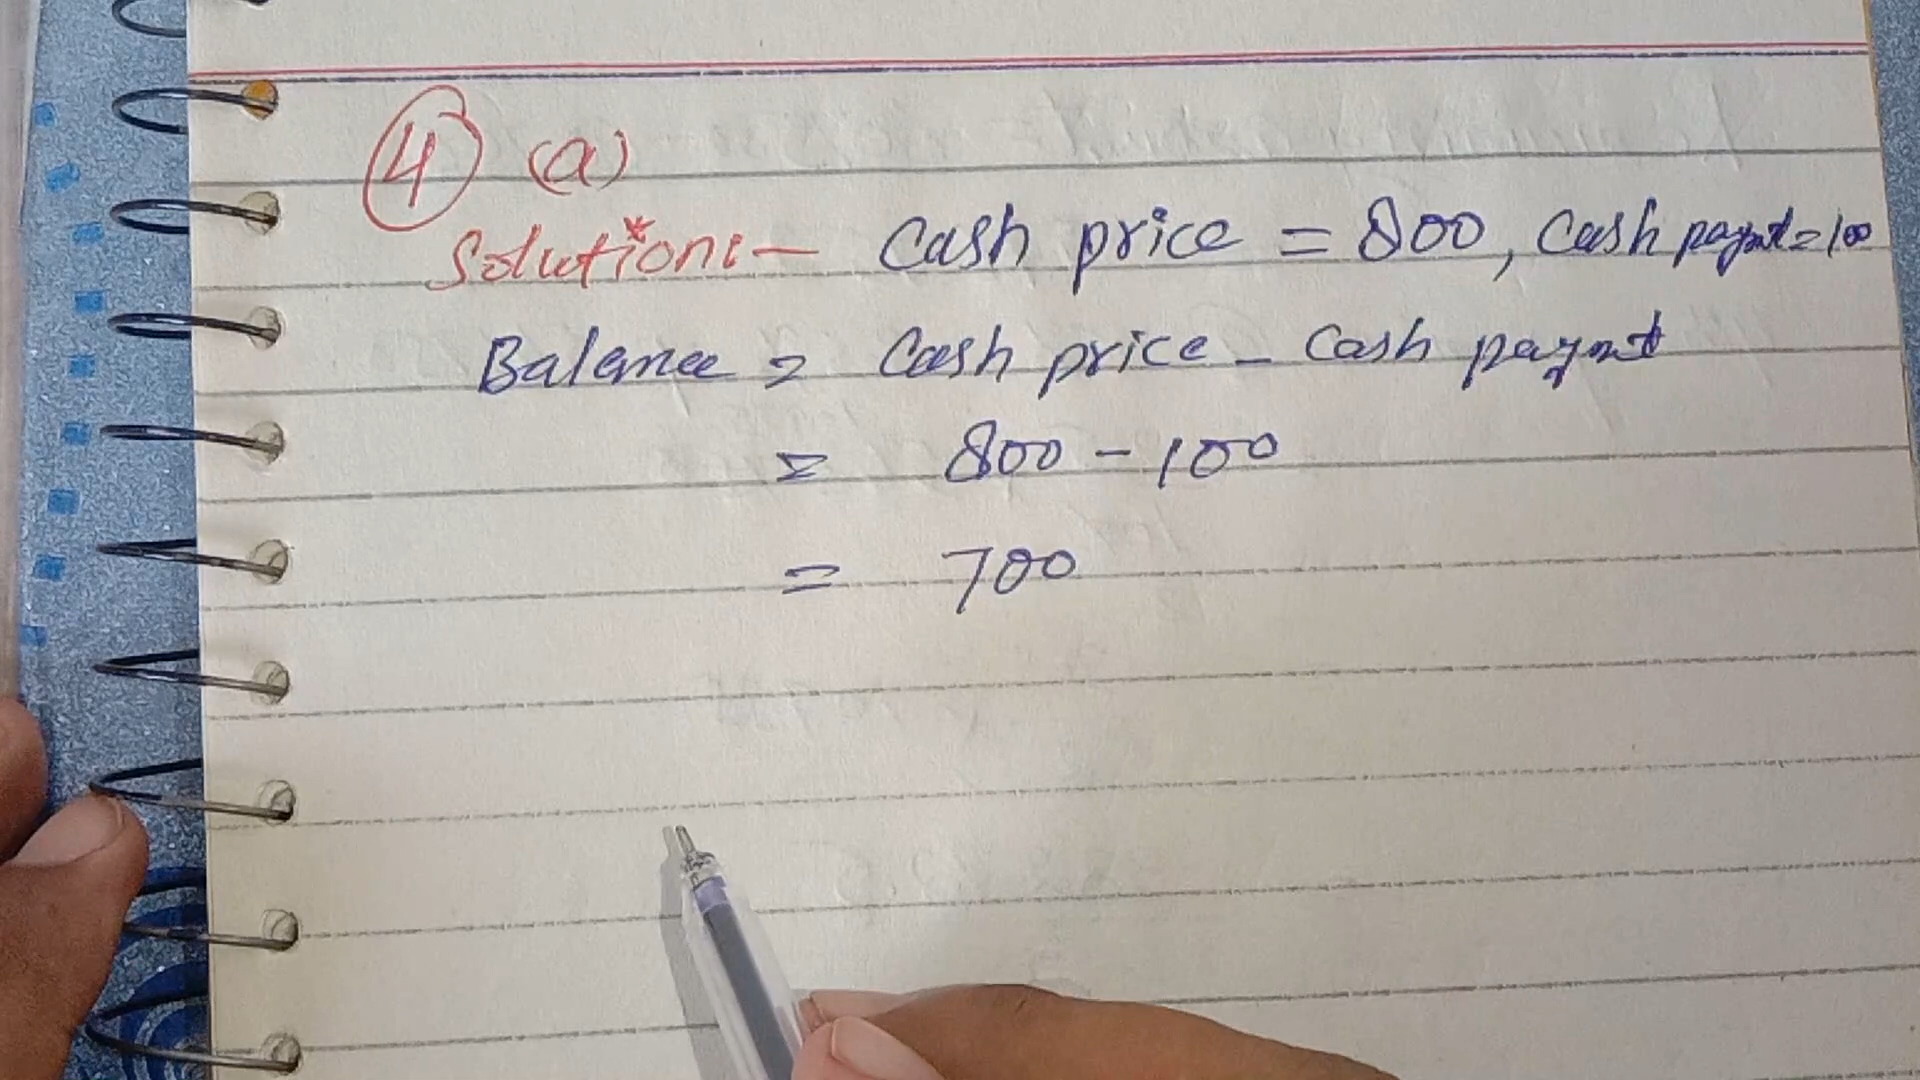 4 (a)
Solution:- Cash price = 800, Cash paymt = 100
Balance = Cash price - Cash paymt
= 800 - 100
= 700